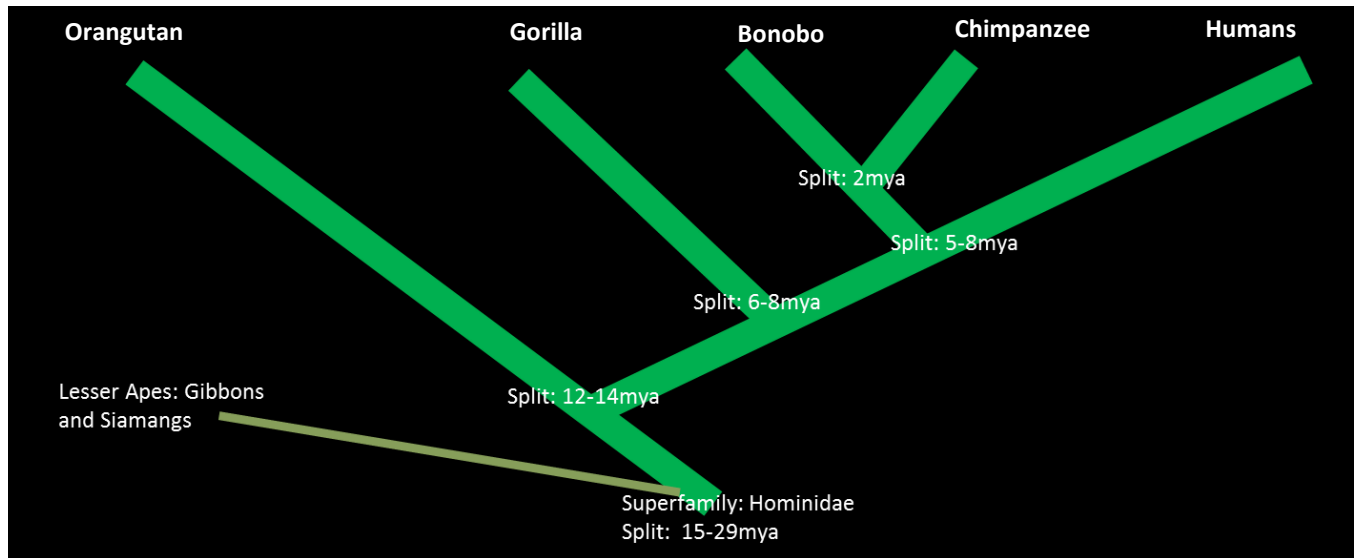 Orangutan
Gorilla
Bonobo
Chimpanzee
Humans
Split: 2mya
Split: 5-8mya
Split: 6-8mya
Split: 12-14mya
Lesser Apes: Gibbons
and Siamangs
Superfamily: Hominidae
Split: 15-29mya